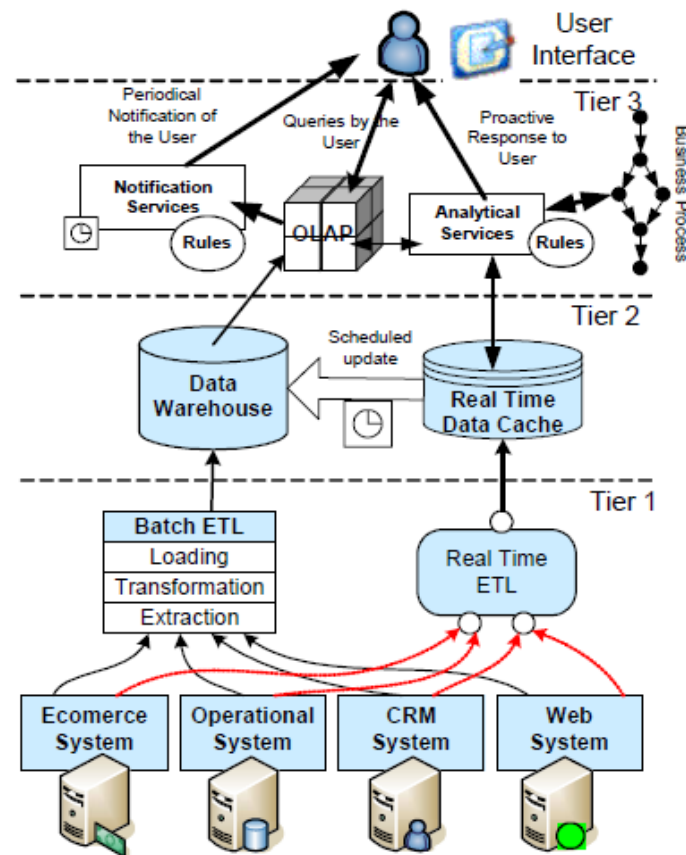 User
Interface
Tier 3
Periodical
Notification of
the User
Queries by the
User
Proactive
Response to
User
Business Process
Notification
Services
Rules
OLAP
Analytical
Services
Rules
Tier 2
Scheduled
update
Data
Warehouse
Real Time
Data Cache
Tier 1
Batch ETL
Loading
Transformation
Extraction
Real Time
ETL
Ecomerce
System
Operational
System
CRM
System
Web
System